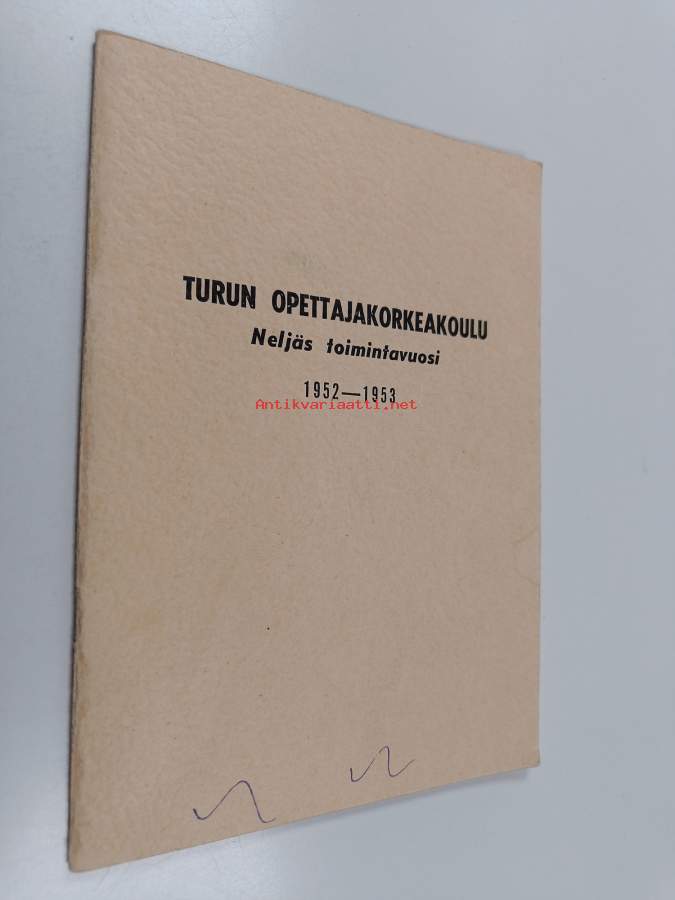 TURUN OPETTAJAKORKEAKOULU
Neljäs toimintavuosi
1952—1953
Antikvariaatti.net